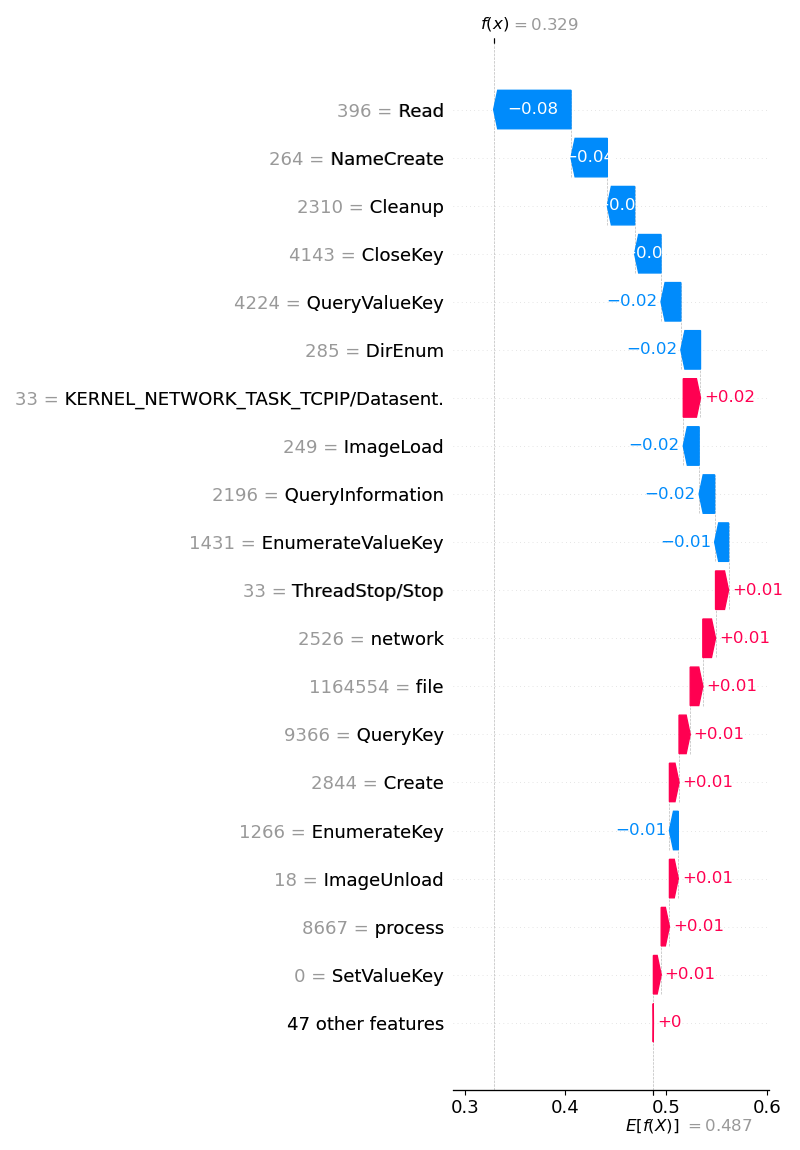 f(x) = 0.329
396 = Read
−0.08
264 = NameCreate
−0.04
2310 = Cleanup
4143 = CloseKey
4224 = QueryValueKey
−0.02
285 = DirEnum
−0.02
33 = KERNEL_NETWORK_TASK_TCPIP/Datasent.
+0.02
249 = ImageLoad
−0.02
2196 = QueryInformation
−0.02
1431 = EnumerateValueKey
−0.01
33 = ThreadStop/Stop
+0.01
2526 = network
+0.01
1164554 = file
+0.01
9366 = QueryKey
+0.01
2844 = Create
+0.01
1266 = EnumerateKey
−0.01
18 = ImageUnload
+0.01
8667 = process
+0.01
0 = SetValueKey
+0.01
47 other features
+0
0.3 0.4 0.5 0.6
E[f(X)] = 0.487